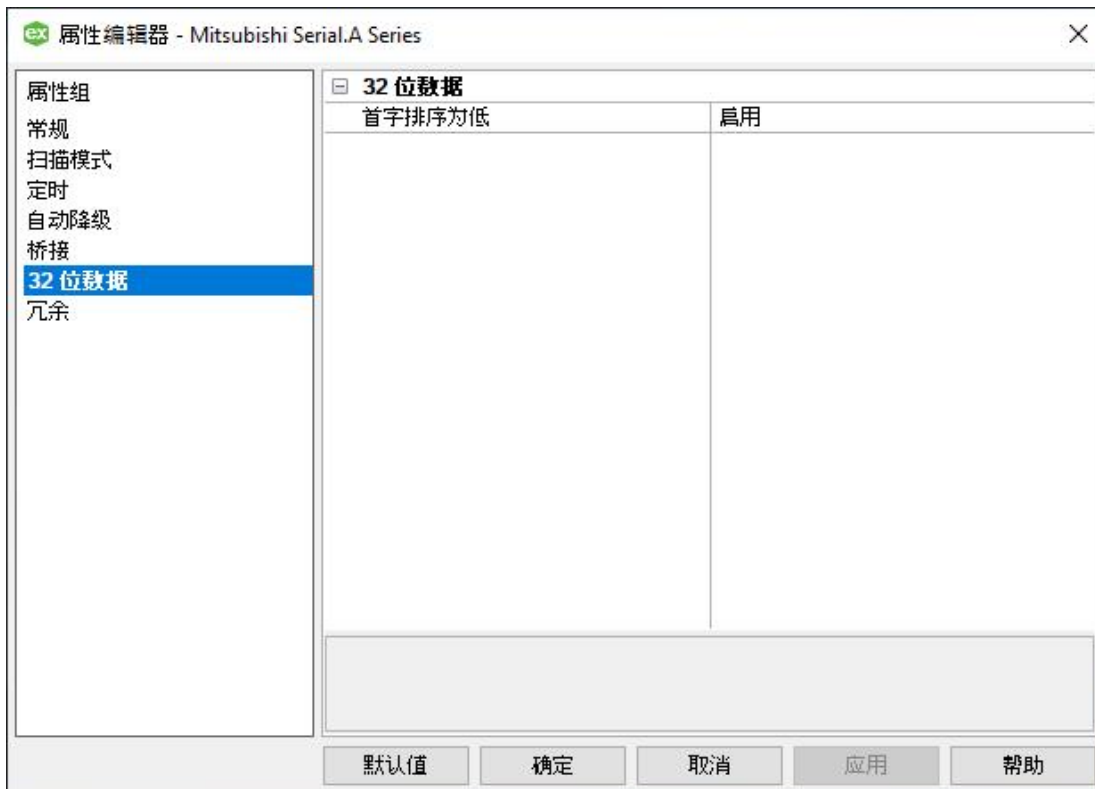 ex 属性编辑器 - Mitsubishi Serial.A Series
属性组
常规
扫描模式
定时
自动降级
桥接
32 位数据
冗余
32 位数据
首字排序为低 启用
默认值 确定 取消 应用 帮助